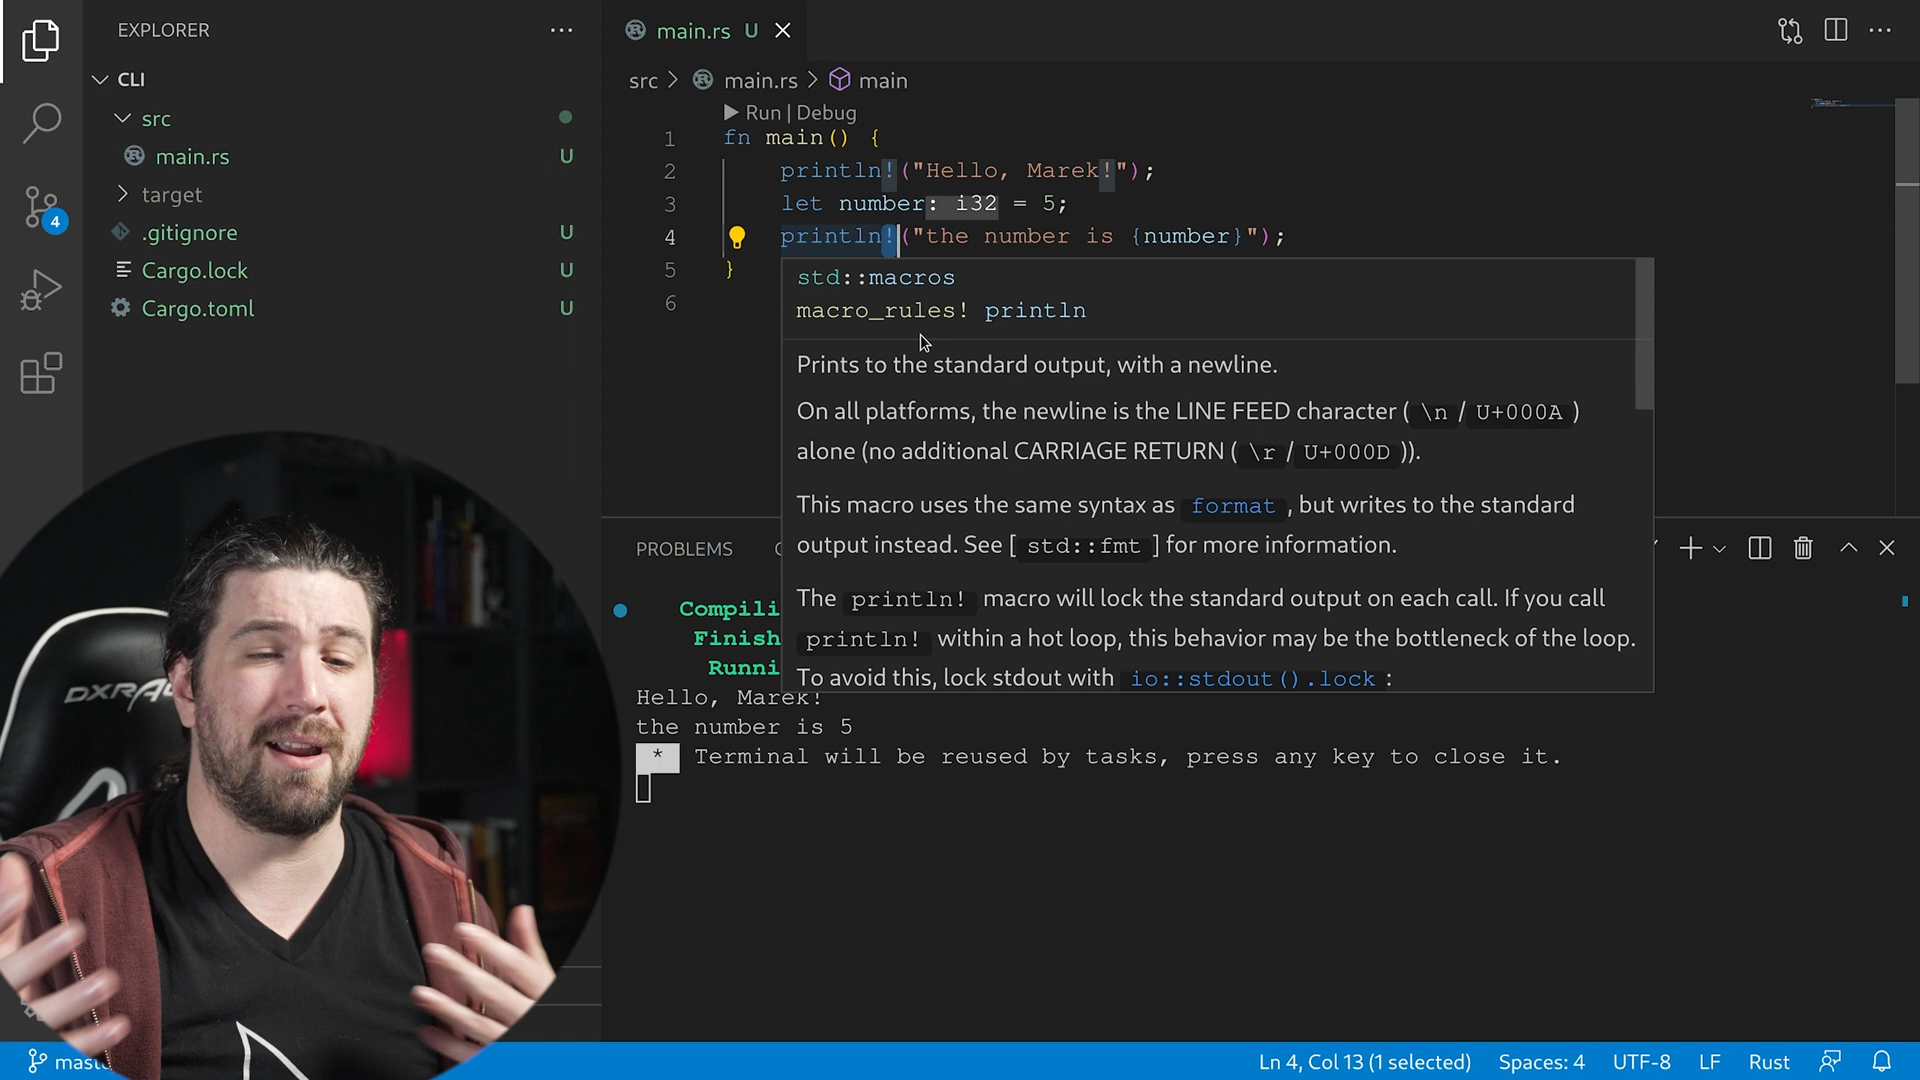 EXPLORER
CLI
src
main.rs U
target
.gitignore U
Cargo.lock U
Cargo.toml U
4
main.rs U
src > main.rs > main
Run | Debug
1 fn main() {
2 println!("Hello, Marek!");
3 let number: i32 = 5;
4 println!("the number is {number}");
5 }
6
std::macros
macro_rules! println
Prints to the standard output, with a newline.
On all platforms, the newline is the LINE FEED character ( \n / U+000A )
alone (no additional CARRIAGE RETURN ( \r / U+000D )).
This macro uses the same syntax as format , but writes to the standard
output instead. See [ std::fmt ] for more information.
The println! macro will lock the standard output on each call. If you call
println! within a hot loop, this behavior may be the bottleneck of the loop.
To avoid this, lock stdout with io::stdout().lock :
PROBLEMS
Compili
Finish
Runni
Hello, Marek!
the number is 5
* Terminal will be reused by tasks, press any key to close it.
Ln 4, Col 13 (1 selected) Spaces: 4 UTF-8 LF Rust